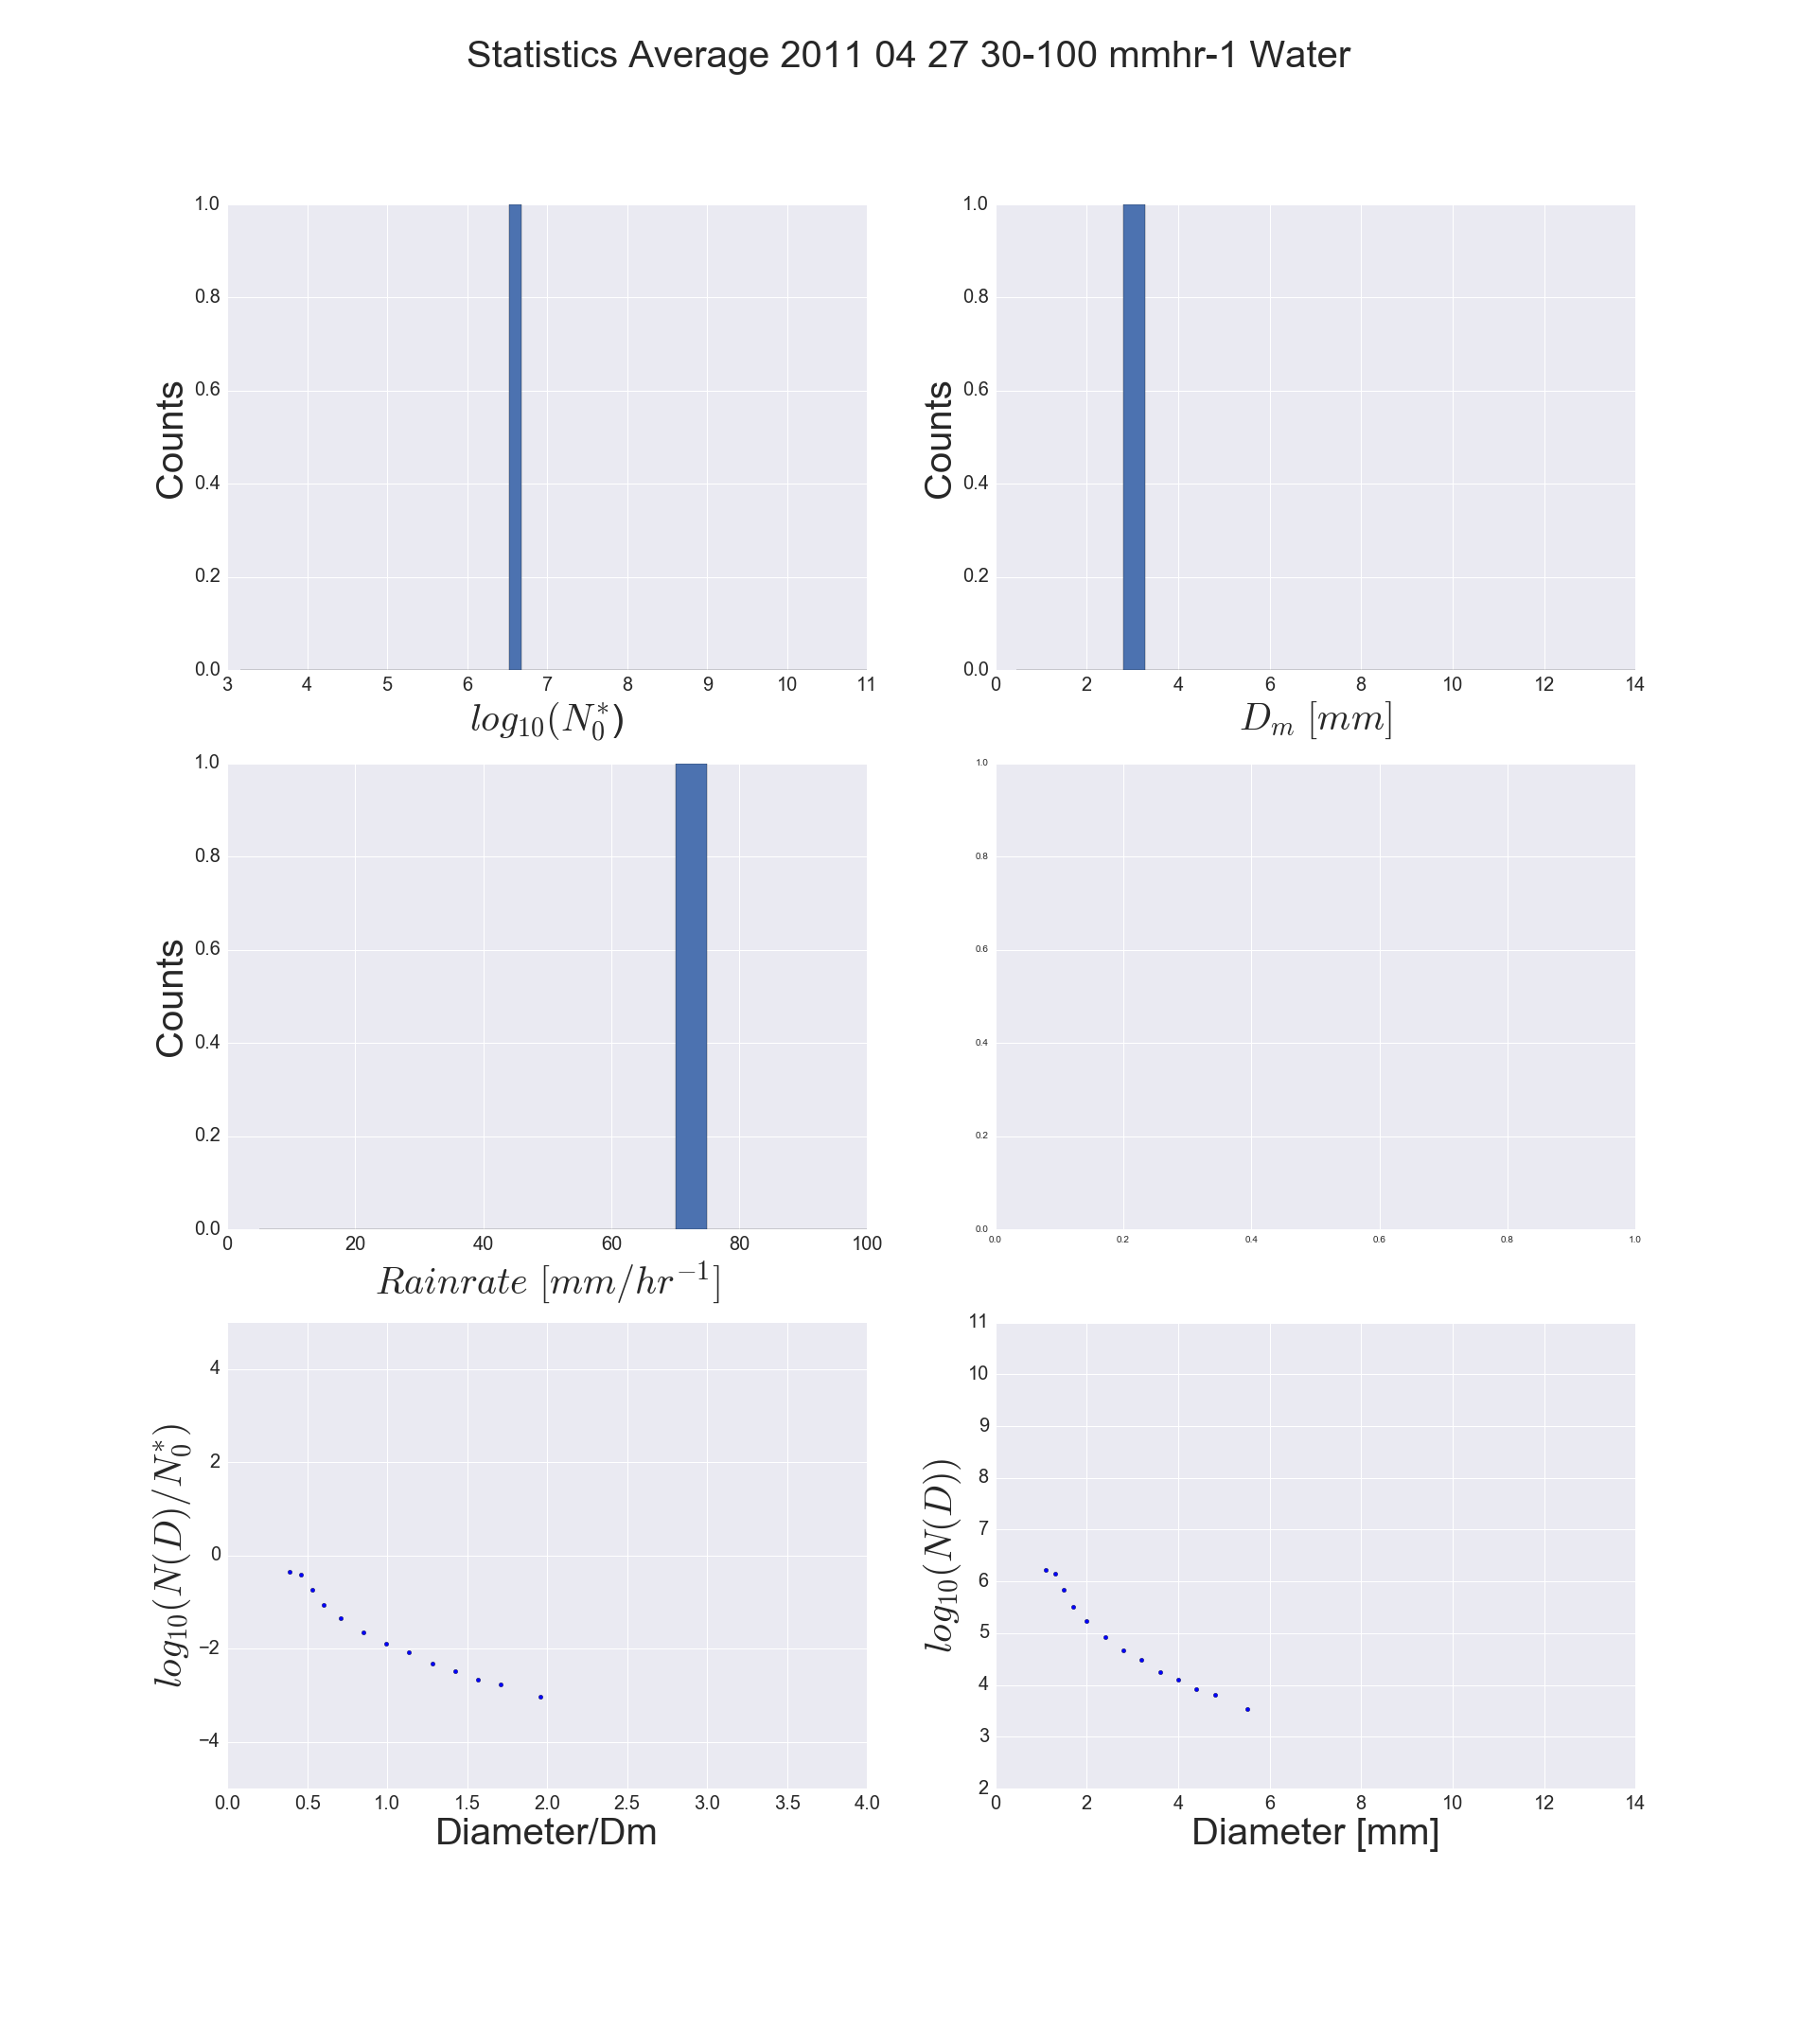 Statistics Average 2011 04 27 30-100 mmhr-1 Water
1.0
0.8
0.6
0.4
0.2
0.0
Counts
3 4 5 6 7 8 9 10 11
log10(N0*)
1.0
0.8
0.6
0.4
0.2
0.0
Counts
0 2 4 6 8 10 12 14
Dm [mm]
1.0
0.8
0.6
0.4
0.2
0.0
Counts
0 20 40 60 80 100
Rainrate [mm/hr−1]
1.0
0.8
0.6
0.4
0.2
0.0
0.0 0.2 0.4 0.6 0.8 1.0
4
2
0
−2
−4
log10(N(D)/N0*)
0.0 0.5 1.0 1.5 2.0 2.5 3.0 3.5 4.0
Diameter/Dm
11
10
9
8
7
6
5
4
3
2
log10(N(D))
0 2 4 6 8 10 12 14
Diameter [mm]